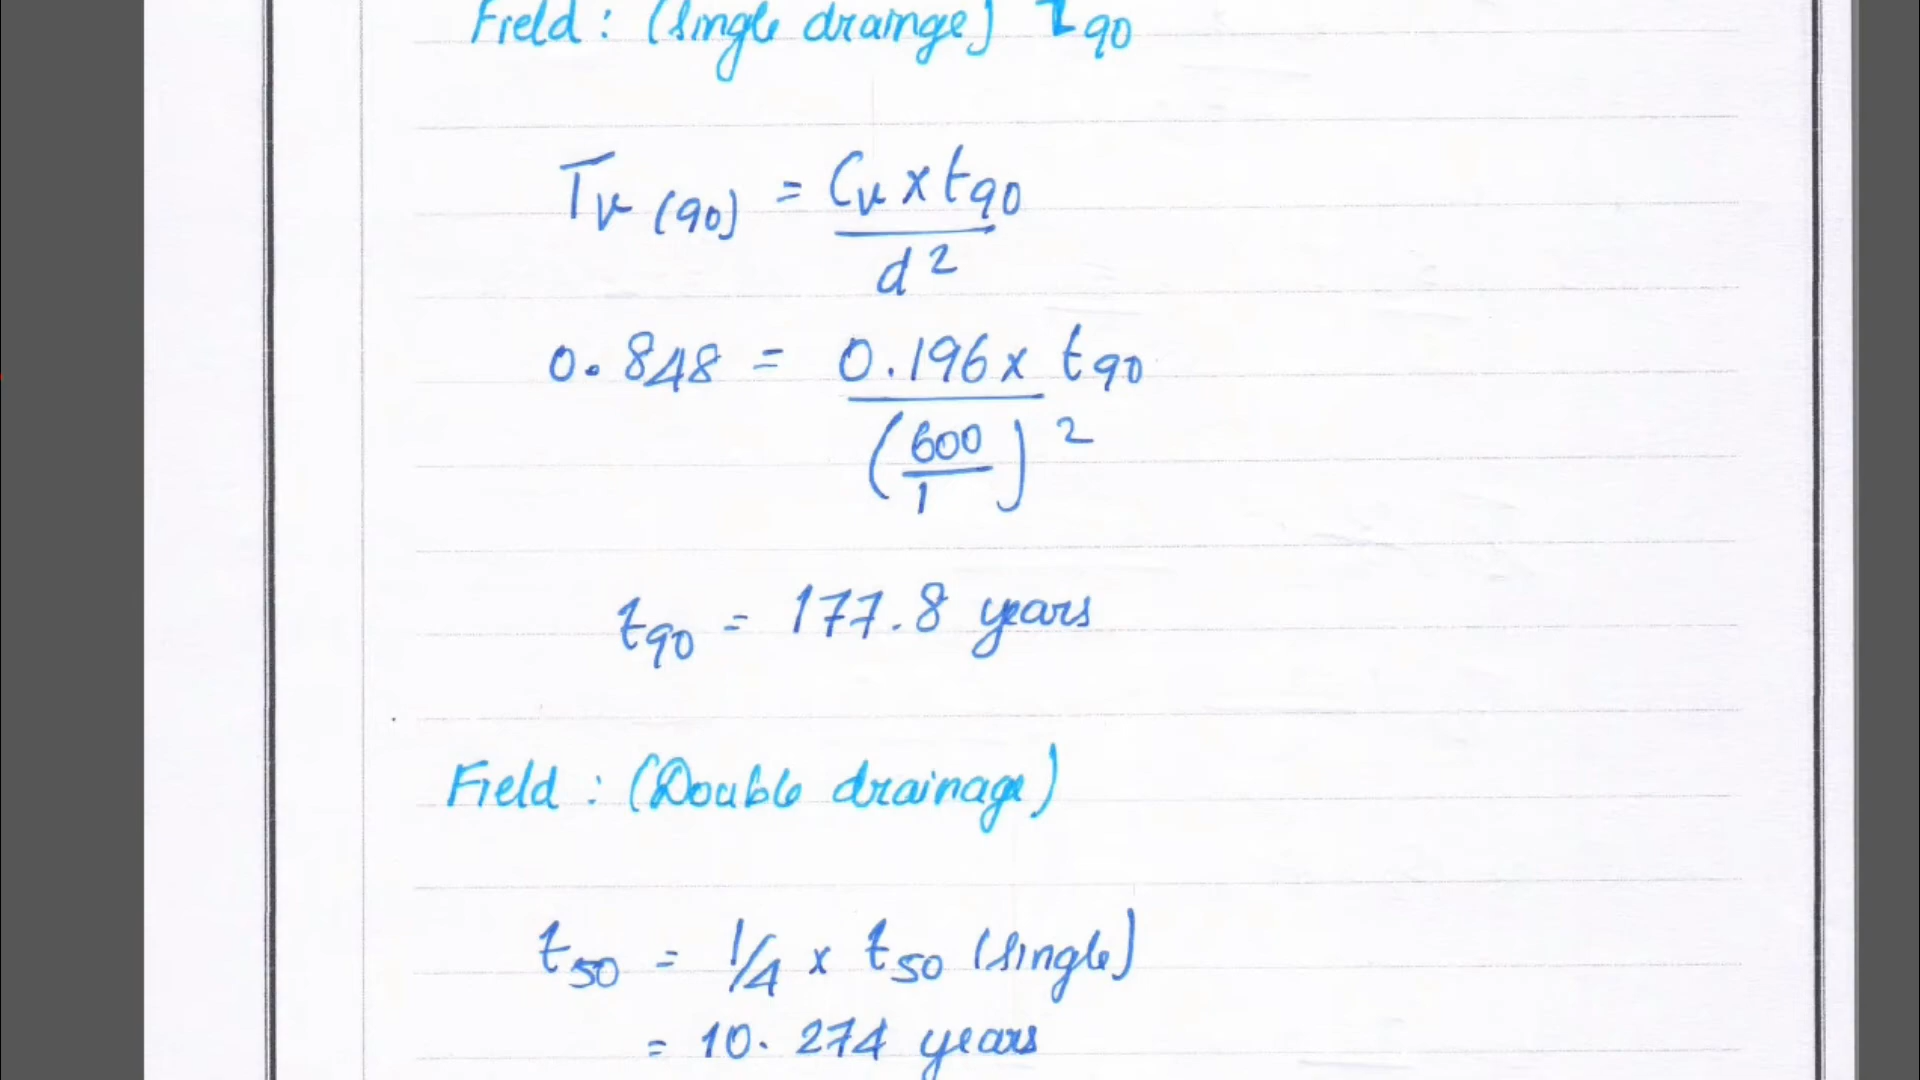 Field : (Single drainge) t90
Tv (90) = Cv x t90
d2
0.848 = 0.196 x t90
(600
1)2
t90 = 177.8 years
Field : (Double drainage)
t50 = 1/4 x t50 (single)
= 10.274 years